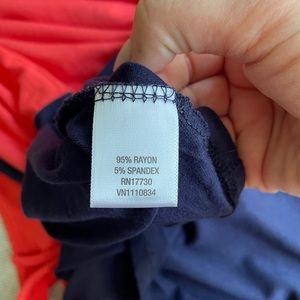 95% RAYON
5% SPANDEX
RN17730
VN1110834